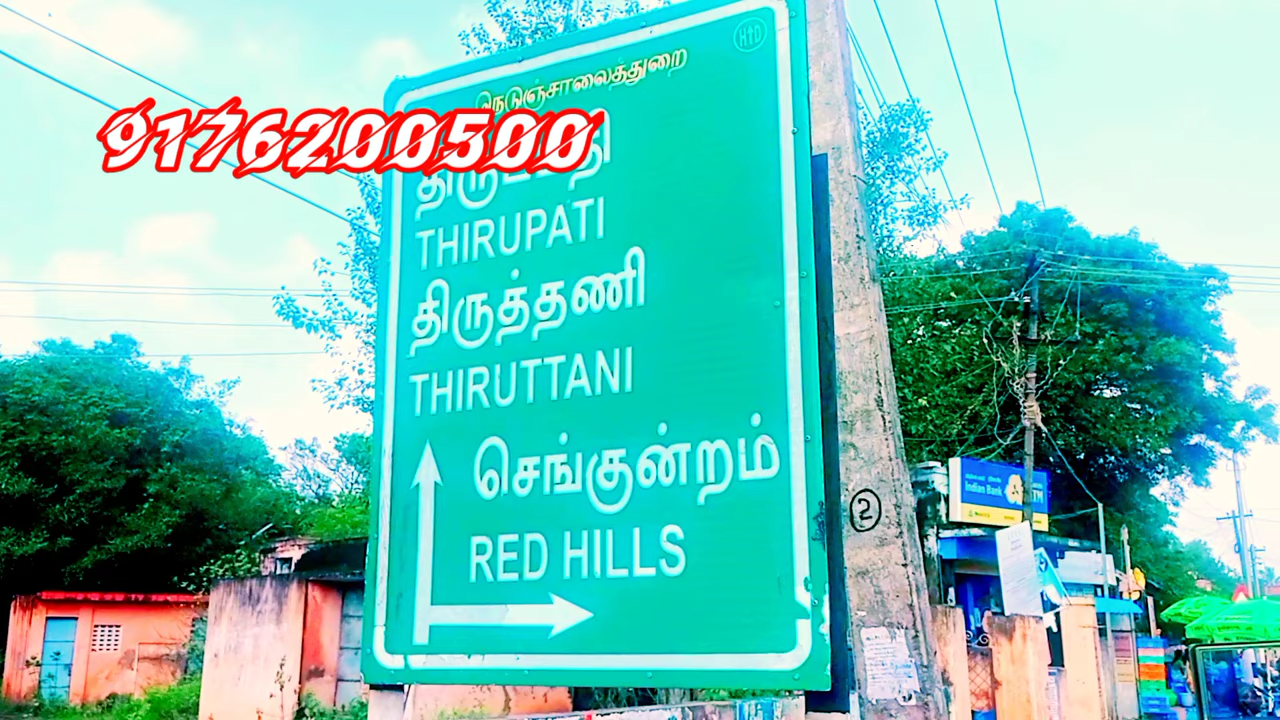 HD
நெடுஞ்சாலைத்துறை
9176200500
THIRUPATI
திருத்தணி
THIRUTTANI
செங்குன்றம்
RED HILLS
2
Indian Bank
ATM